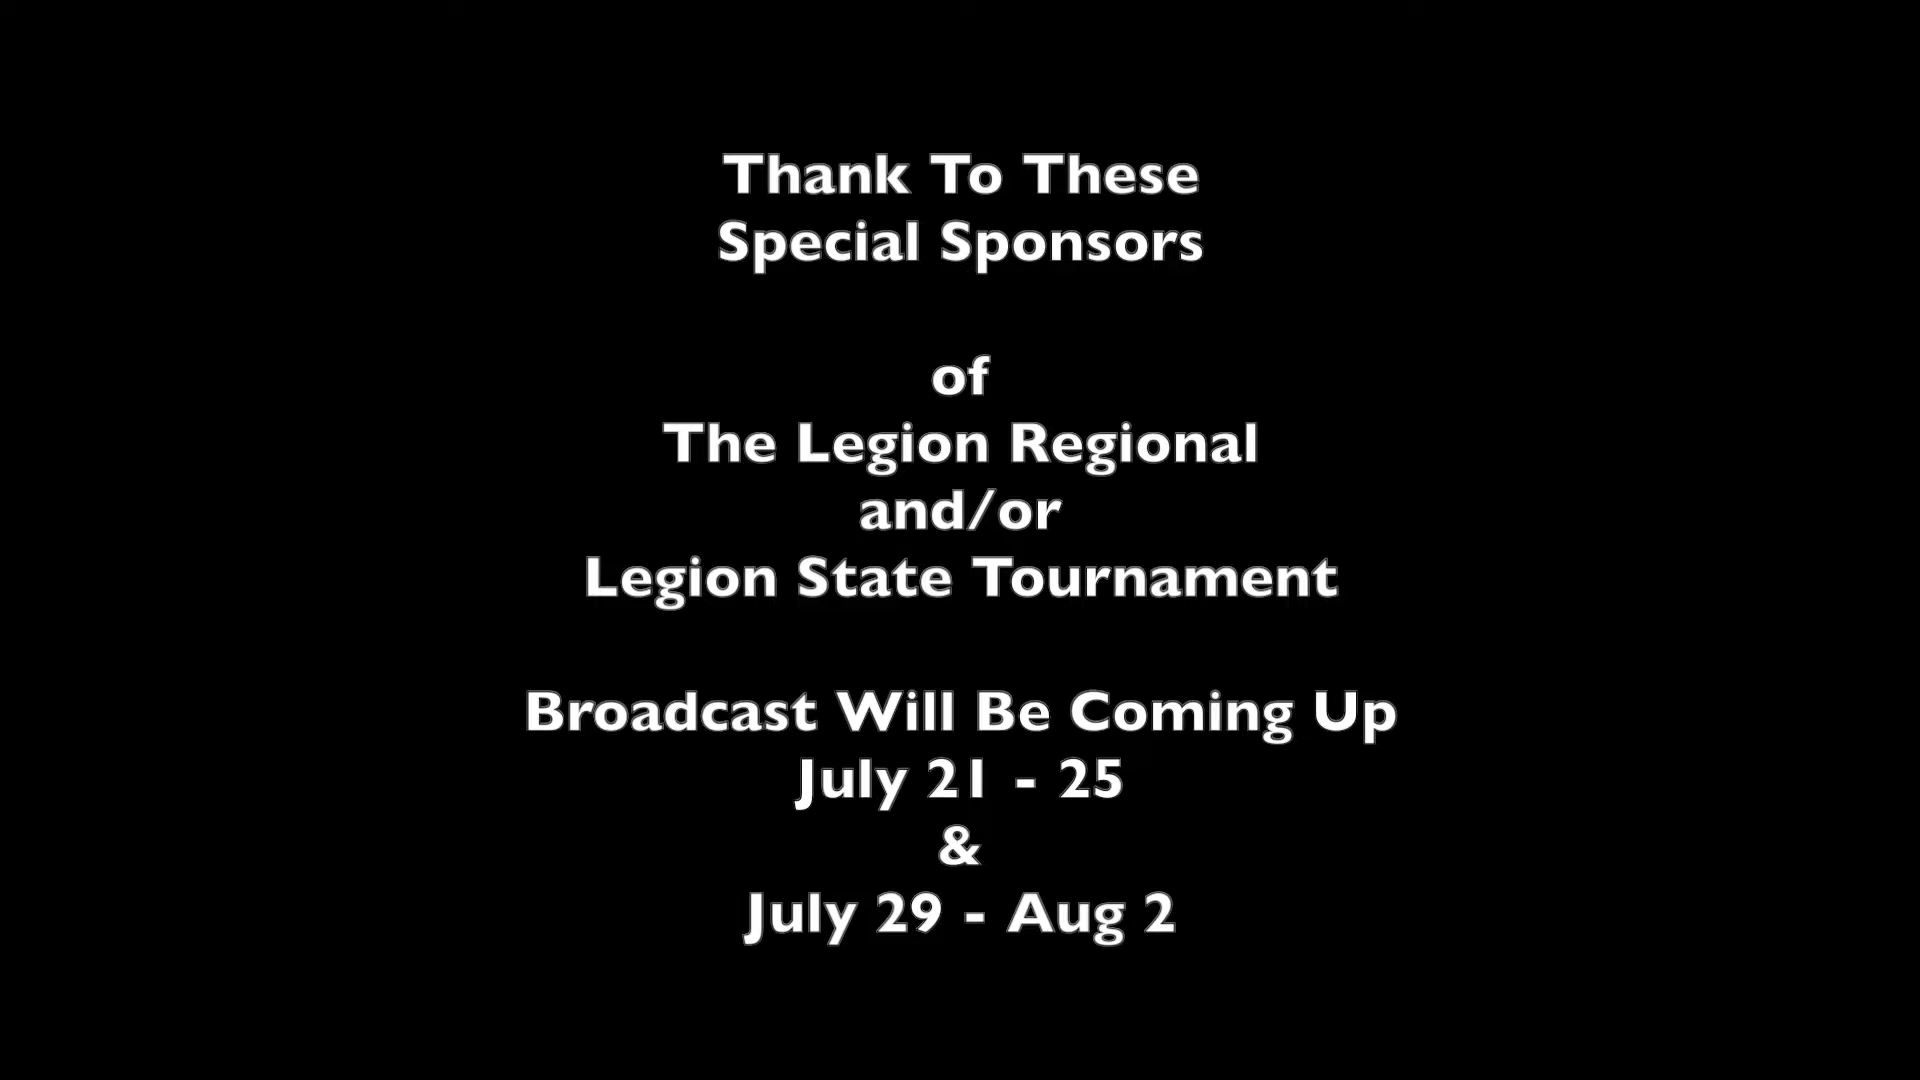 Thank To These
Special Sponsors
of
The Legion Regional
and/or
Legion State Tournament
Broadcast Will Be Coming Up
July 21 - 25
&
July 29 - Aug 2